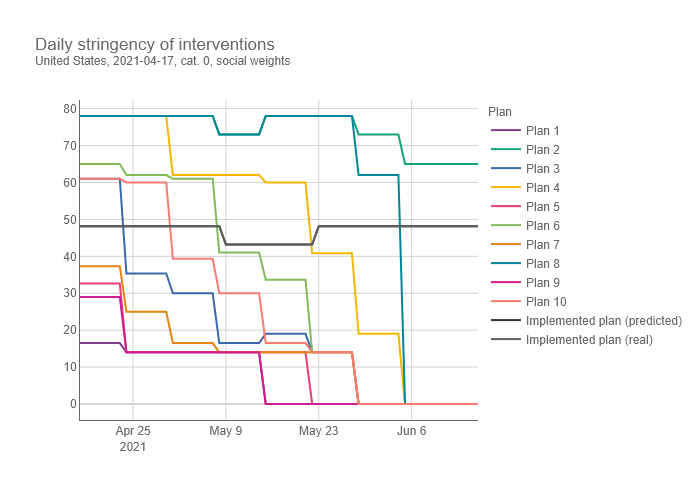 Daily stringency of interventions
United States, 2021-04-17, cat. 0, social weights
80
70
60
50
40
30
20
10
0
Apr 25
2021
May 9
May 23
Jun 6
Plan
Plan 1
Plan 2
Plan 3
Plan 4
Plan 5
Plan 6
Plan 7
Plan 8
Plan 9
Plan 10
Implemented plan (predicted)
Implemented plan (real)